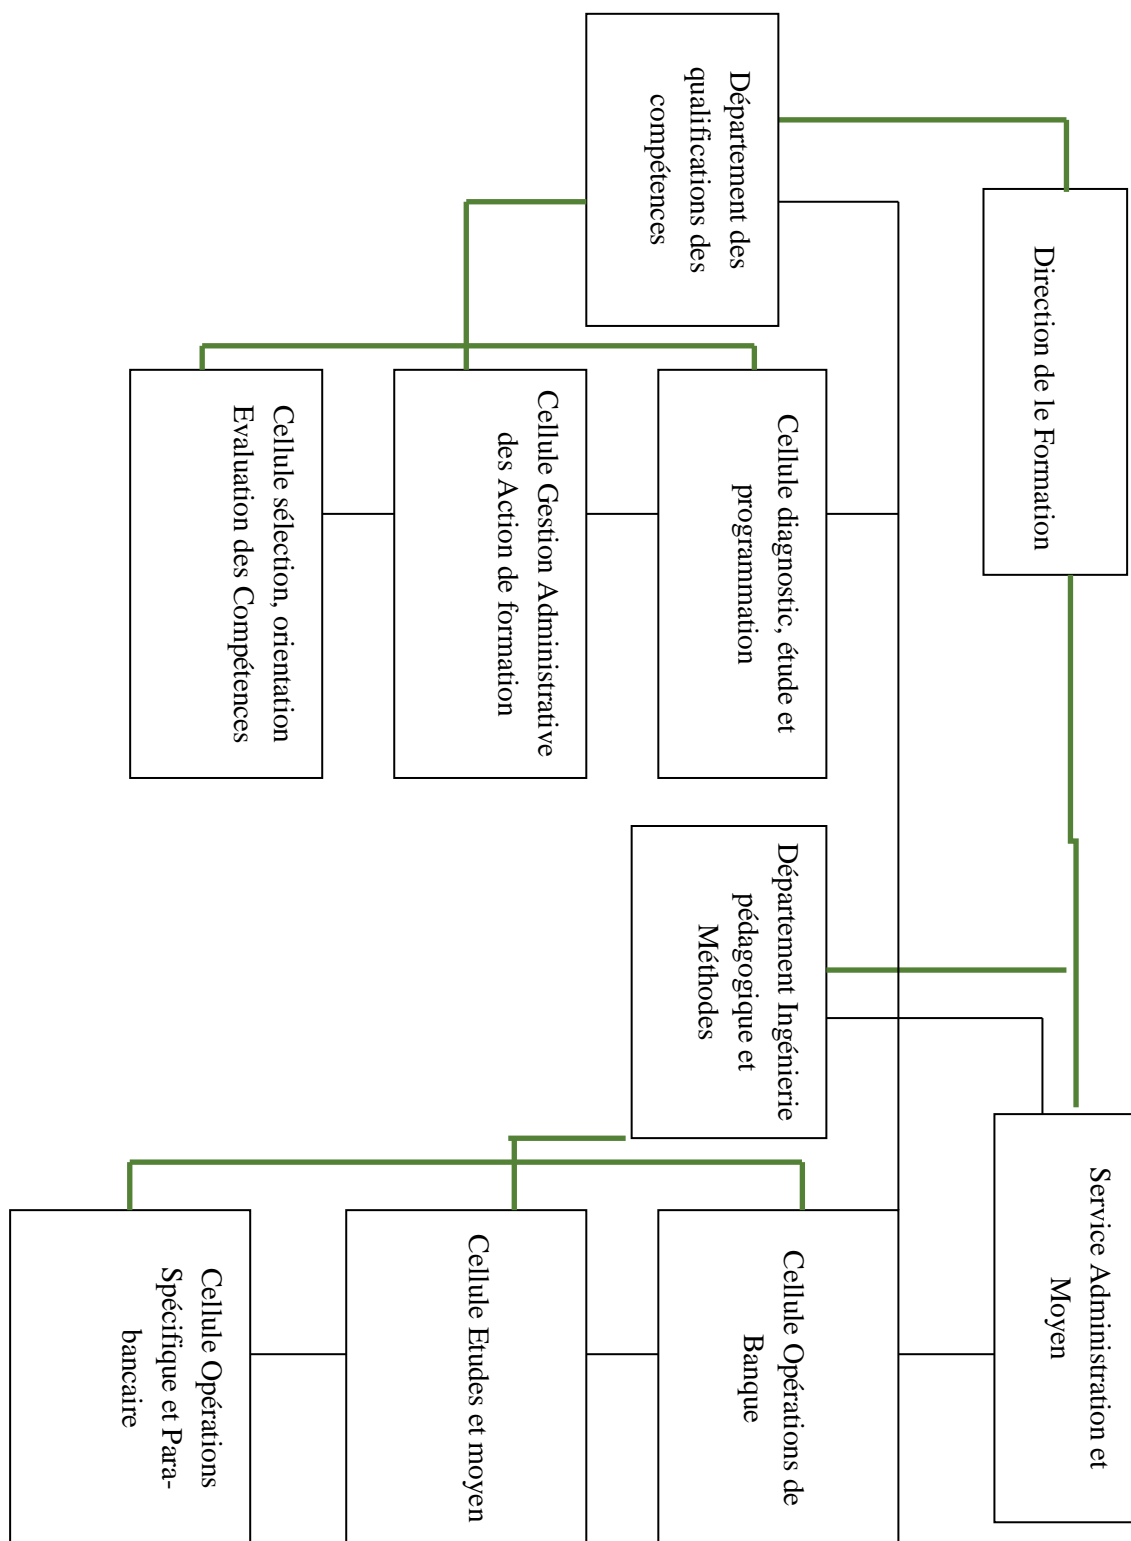 Direction de le Formation
Service Administration et
Moyen
Département des
qualifications des
compétences
Département Ingénierie
pédagogique et
Méthodes
Cellule diagnostic, étude et
programmation
Cellule Gestion Administrative
des Action de formation
Cellule sélection, orientation
Evaluation des Compétences
Cellule Opérations de
Banque
Cellule Etudes et moyen
Cellule Opérations
Spécifique et Para-
bancaire